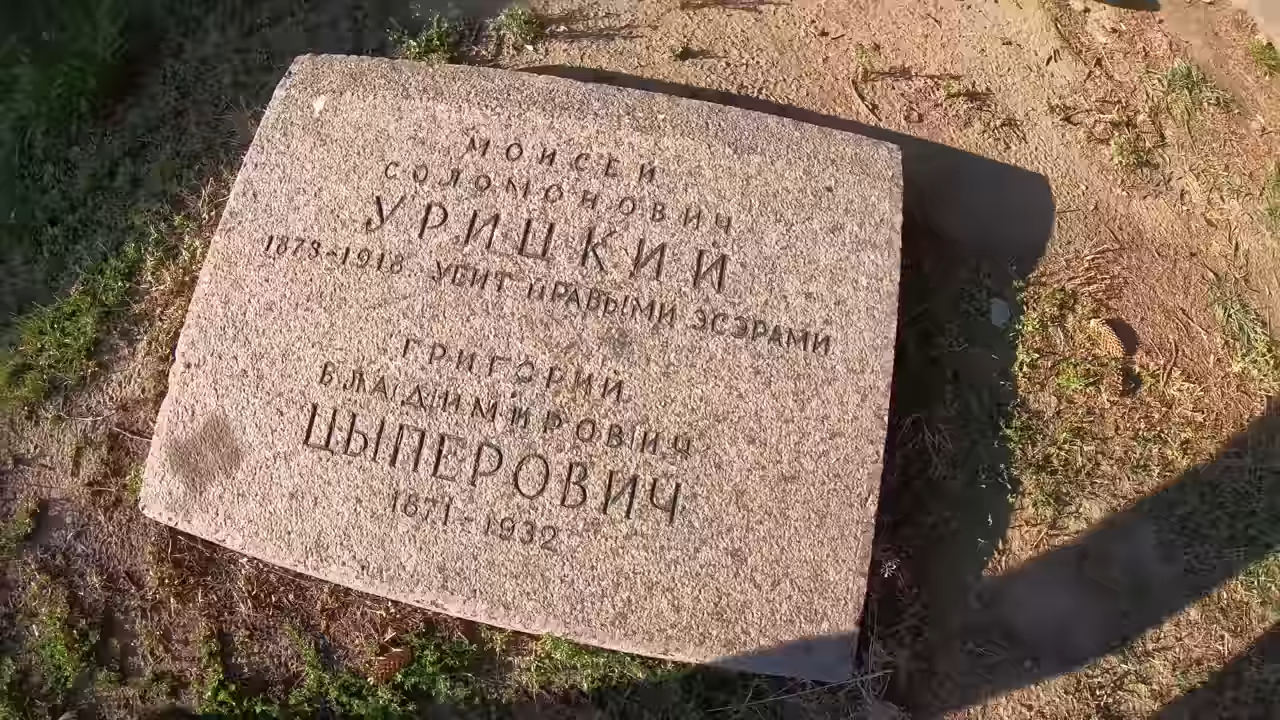 МОИСЕЙ
СОЛОМОНОВИЧ
УРИЦКИЙ
1873-1918. УБИТ ПРАВЫМИ ЭСЭРАМИ
ГРИГОРИЙ
ВЛАДИМИРОВИЧ
ЦЫПЕРОВИЧ
1871-1932